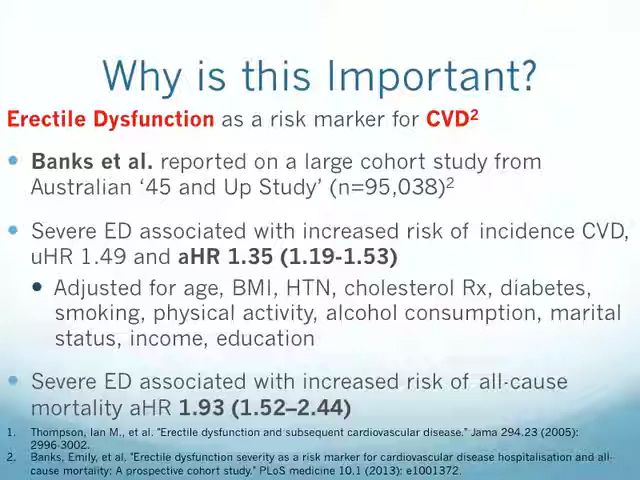 Why is this Important?
Erectile Dysfunction as a risk marker for CVD2
• Banks et al. reported on a large cohort study from
Australian ‘45 and Up Study’ (n=95,038)2
• Severe ED associated with increased risk of incidence CVD,
uHR 1.49 and aHR 1.35 (1.19-1.53)
• Adjusted for age, BMI, HTN, cholesterol Rx, diabetes,
smoking, physical activity, alcohol consumption, marital
status, income, education
• Severe ED associated with increased risk of all-cause
mortality aHR 1.93 (1.52–2.44)
1. Thompson, Ian M., et al. "Erectile dysfunction and subsequent cardiovascular disease." Jama 294.23 (2005):
2996-3002.
2. Banks, Emily, et al. "Erectile dysfunction severity as a risk marker for cardiovascular disease hospitalisation and all-
cause mortality: A prospective cohort study." PLoS medicine 10.1 (2013): e1001372.